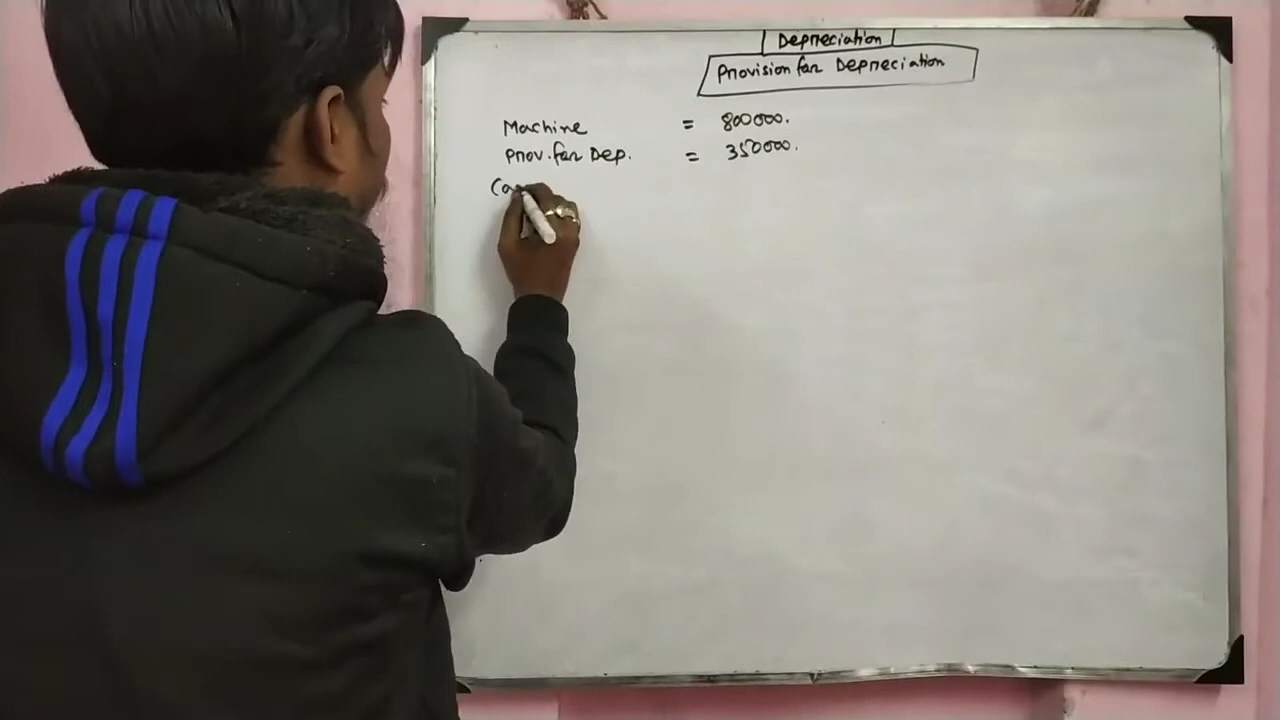 Depreciation
Provision for Depreciation
Machine = 800000.
Prov. for Dep. = 350000.